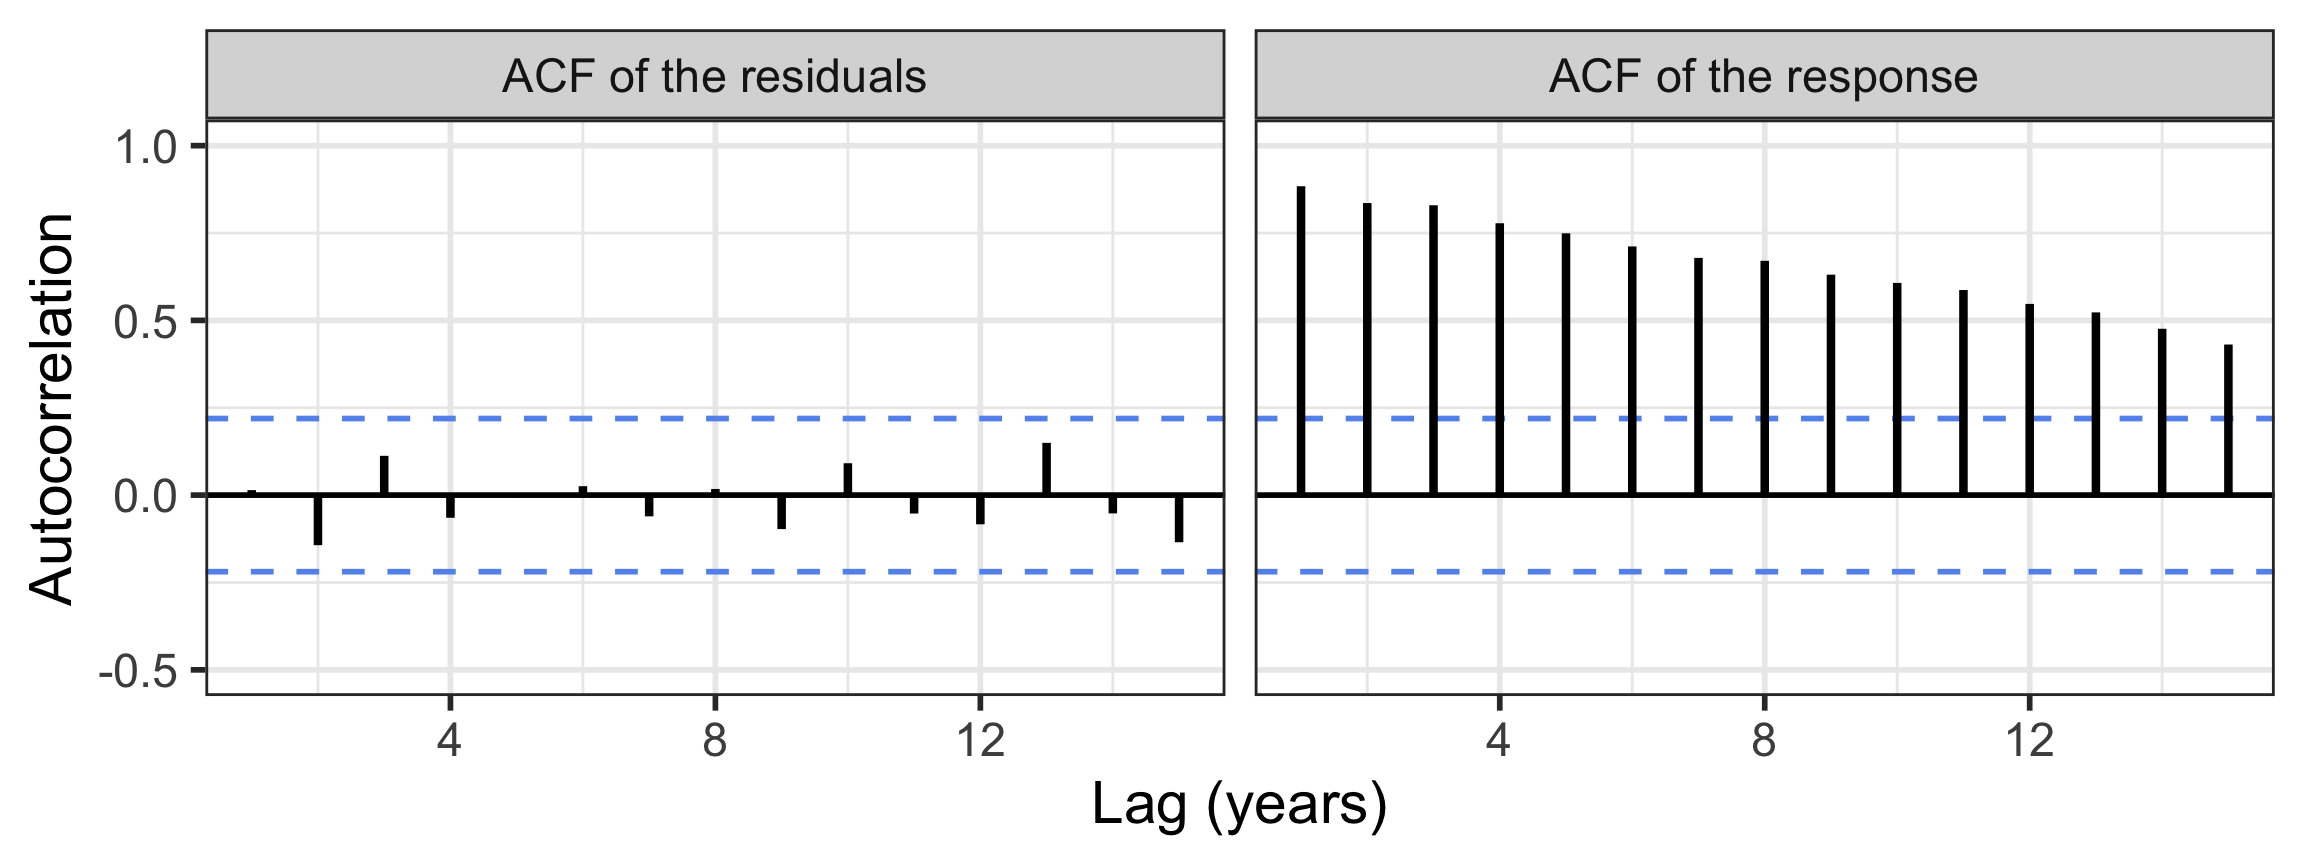 ACF of the residuals
ACF of the response
Autocorrelation
1.0
0.5
0.0
-0.5
4
8
12
4
8
12
Lag (years)